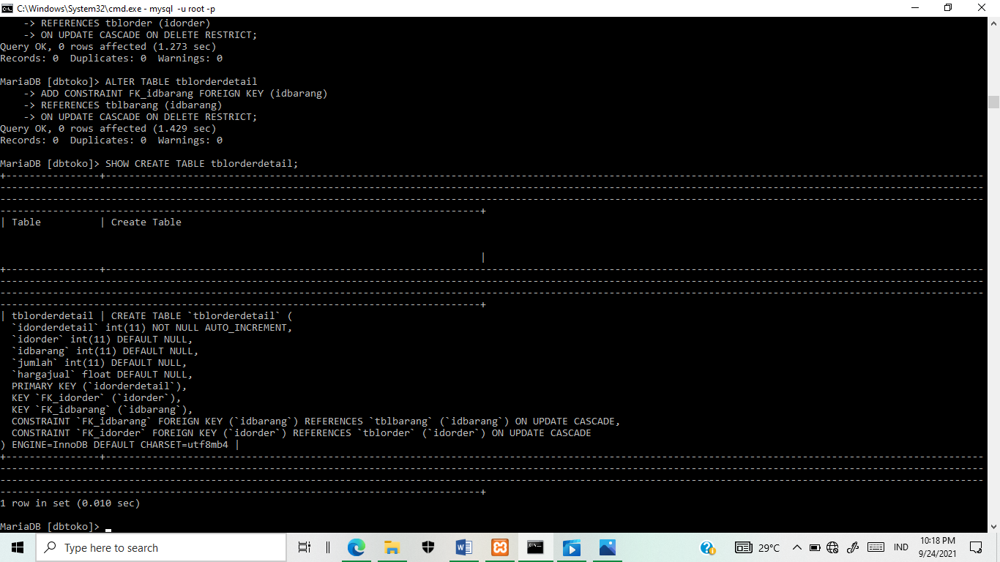 C:\Windows\System32\cmd.exe - mysql -u root -p
    -> REFERENCES tblorder (idorder)
    -> ON UPDATE CASCADE ON DELETE RESTRICT;
Query OK, 0 rows affected (1.273 sec)
Records: 0  Duplicates: 0  Warnings: 0

MariaDB [dbtoko]> ALTER TABLE tblorderdetail
    -> ADD CONSTRAINT FK_idbarang FOREIGN KEY (idbarang)
    -> REFERENCES tblbarang (idbarang)
    -> ON UPDATE CASCADE ON DELETE RESTRICT;
Query OK, 0 rows affected (1.429 sec)
Records: 0  Duplicates: 0  Warnings: 0

MariaDB [dbtoko]> SHOW CREATE TABLE tblorderdetail;
| Table          | Create Table
|
| tblorderdetail | CREATE TABLE `tblorderdetail` (
  `idorderdetail` int(11) NOT NULL AUTO_INCREMENT,
  `idorder` int(11) DEFAULT NULL,
  `idbarang` int(11) DEFAULT NULL,
  `jumlah` int(11) DEFAULT NULL,
  `hargajual` float DEFAULT NULL,
  PRIMARY KEY (`idorderdetail`),
  KEY `FK_idorder` (`idorder`),
  KEY `FK_idbarang` (`idbarang`),
  CONSTRAINT `FK_idbarang` FOREIGN KEY (`idbarang`) REFERENCES `tblbarang` (`idbarang`) ON UPDATE CASCADE,
  CONSTRAINT `FK_idorder` FOREIGN KEY (`idorder`) REFERENCES `tblorder` (`idorder`) ON UPDATE CASCADE
) ENGINE=InnoDB DEFAULT CHARSET=utf8mb4 |
1 row in set (0.010 sec)

MariaDB [dbtoko]>
Type here to search
29°C
IND
10:18 PM
9/24/2021